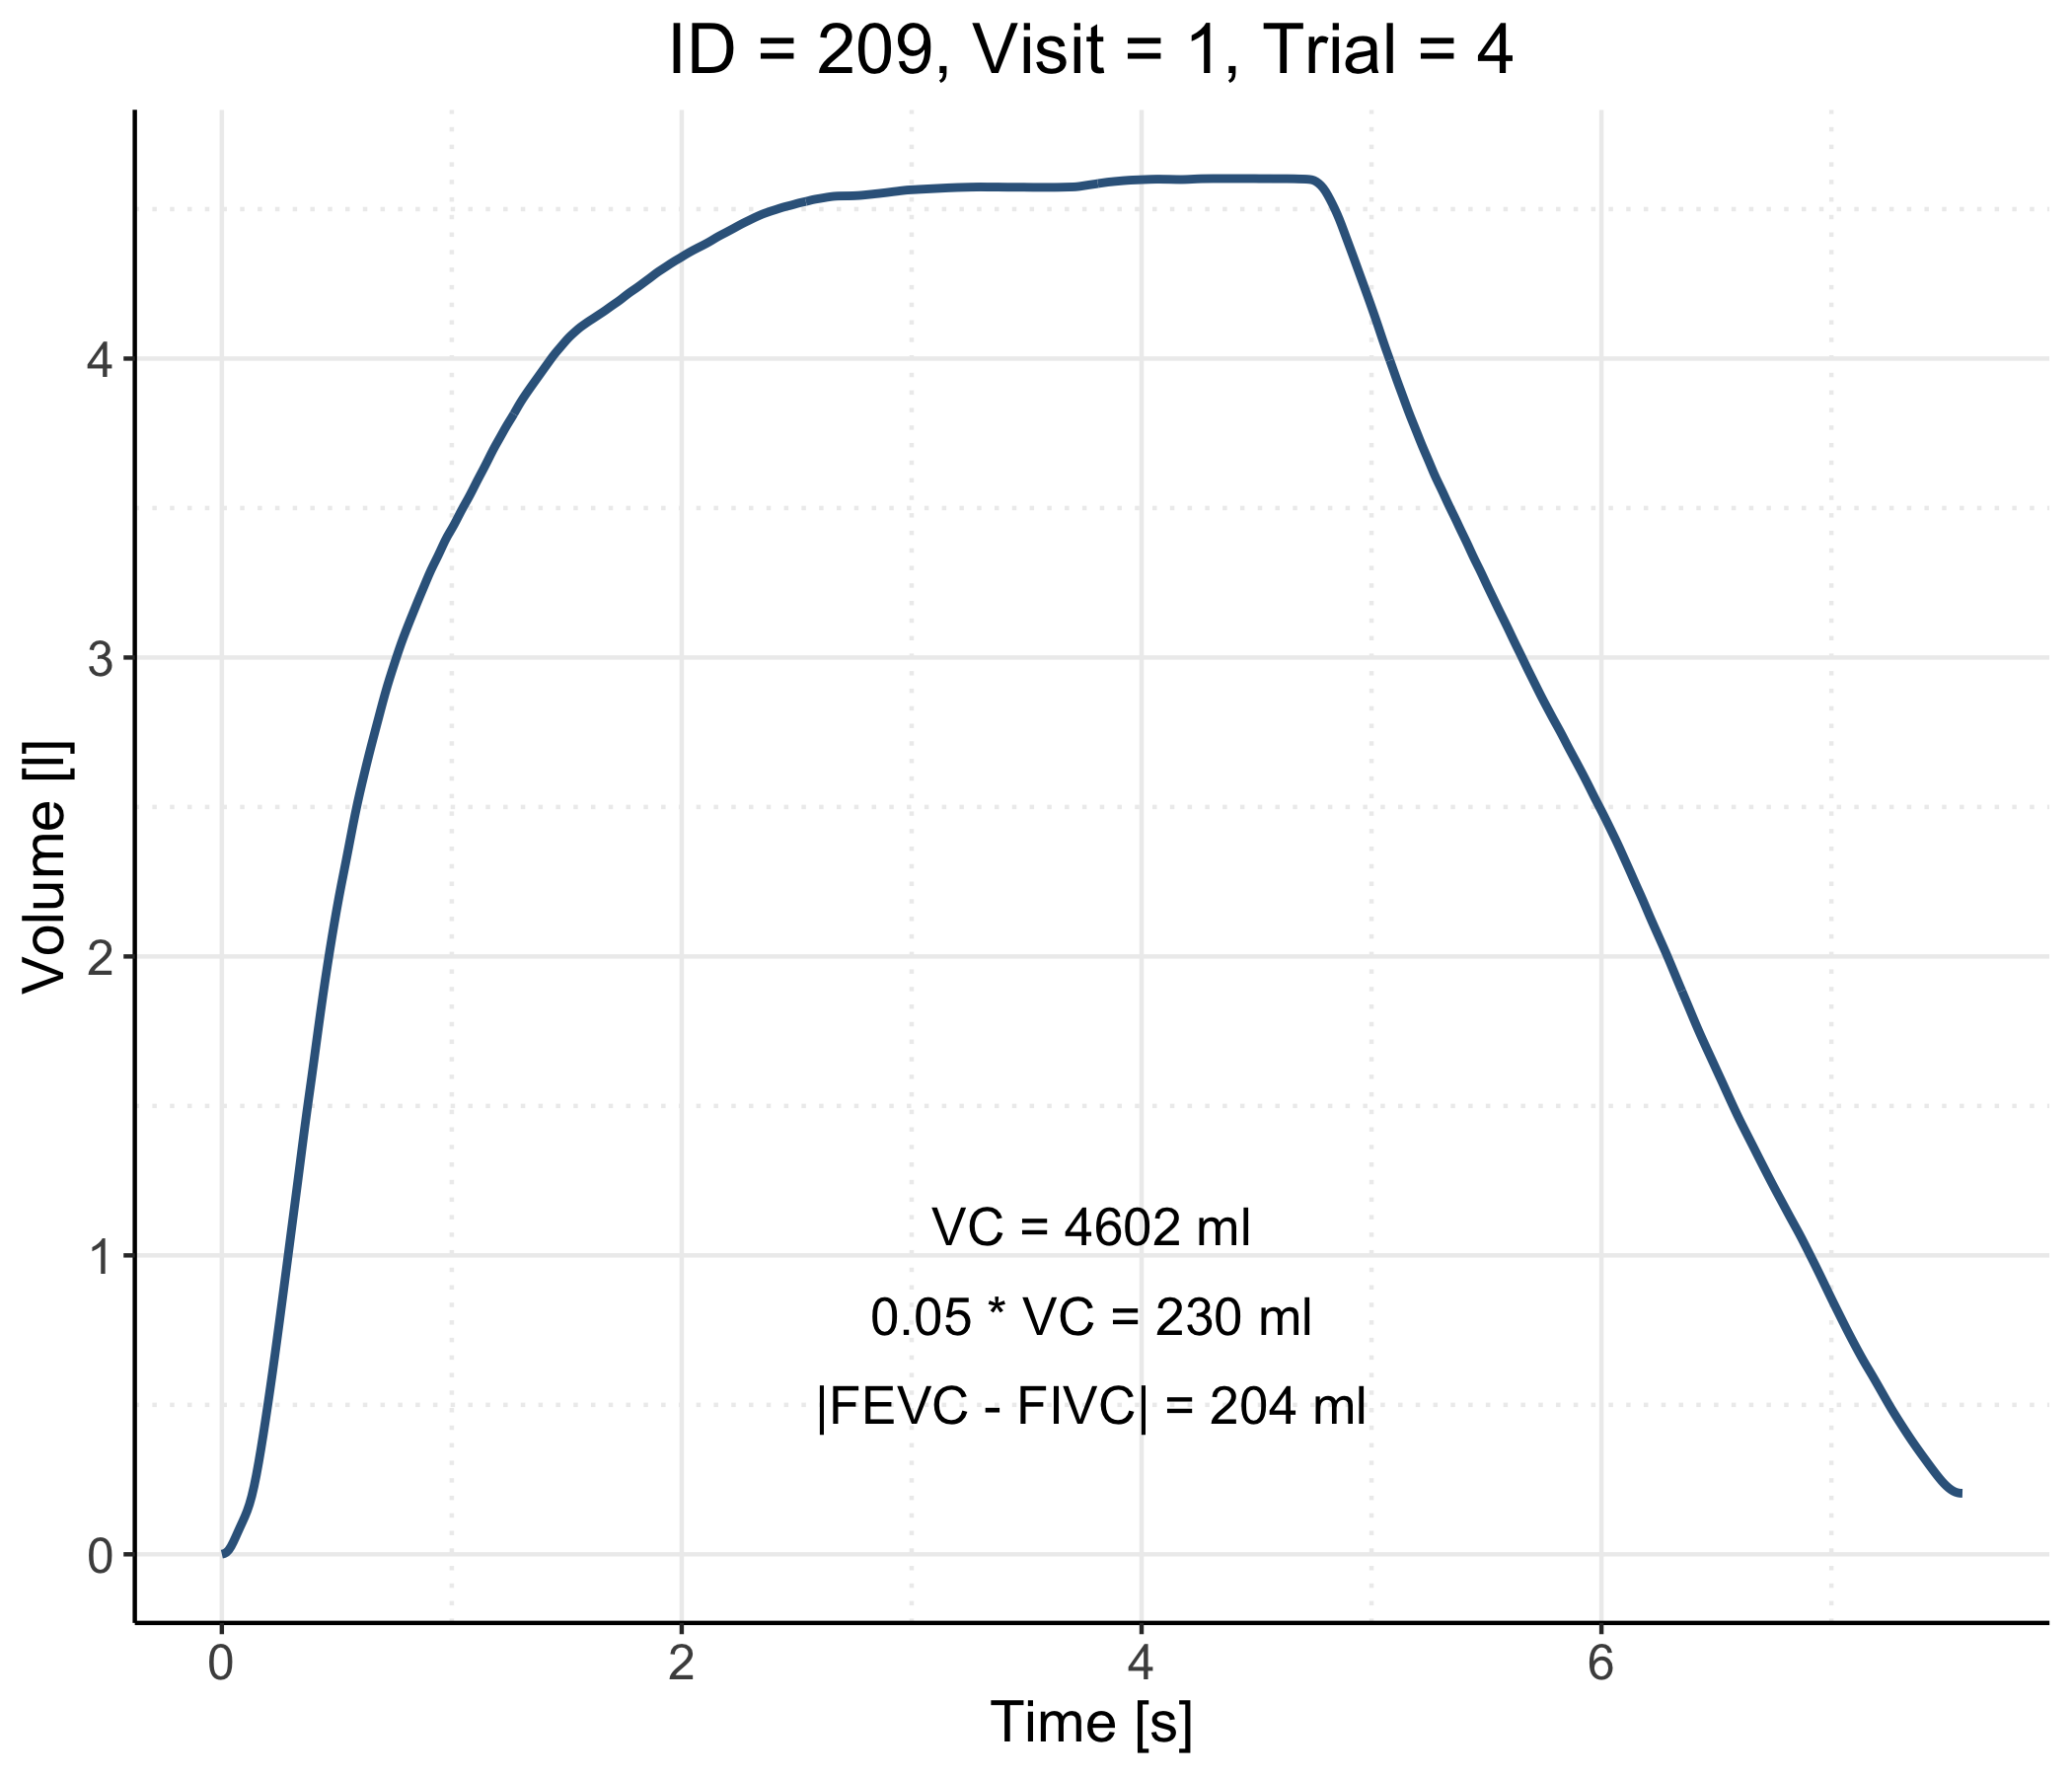 ID = 209, Visit = 1, Trial = 4
Volume [l]
4
3
2
1
0
VC = 4602 ml
0.05 * VC = 230 ml
|FEVC - FIVC| = 204 ml
0 2 4 6
Time [s]